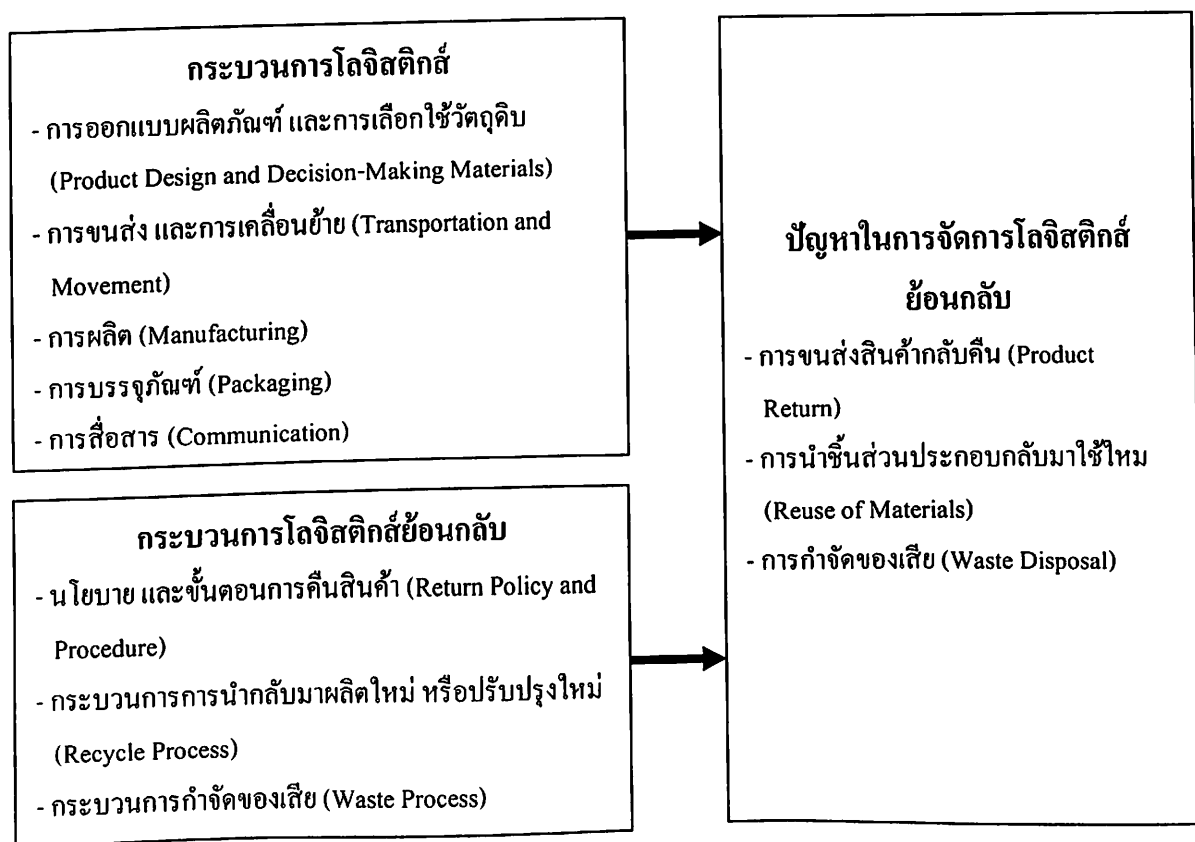 กระบวนการโลจิสติกส์
- การออกแบบผลิตภัณฑ์ และการเลือกใช้วัตถุดิบ
(Product Design and Decision-Making Materials)
- การขนส่ง และการเคลื่อนย้าย (Transportation and
Movement)
- การผลิต (Manufacturing)
- การบรรจุภัณฑ์ (Packaging)
- การสื่อสาร (Communication)
กระบวนการโลจิสติกส์ย้อนกลับ
- นโยบาย และขั้นตอนการคืนสินค้า (Return Policy and
Procedure)
- กระบวนการการนำกลับมาผลิตใหม่ หรือปรับปรุงใหม่
(Recycle Process)
- กระบวนการกำจัดของเสีย (Waste Process)
ปัญหาในการจัดการโลจิสติกส์
ย้อนกลับ
- การขนส่งสินค้ากลับคืน (Product
Return)
- การนำชิ้นส่วนประกอบกลับมาใช้ไหม
(Reuse of Materials)
- การกำจัดของเสีย (Waste Disposal)